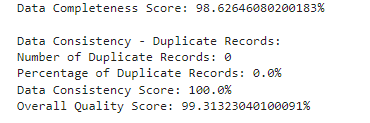 Data Completeness Score: 98.62646080200183%
Data Consistency - Duplicate Records:
Number of Duplicate Records: 0
Percentage of Duplicate Records: 0.0%
Data Consistency Score: 100.0%
Overall Quality Score: 99.31323040100091%